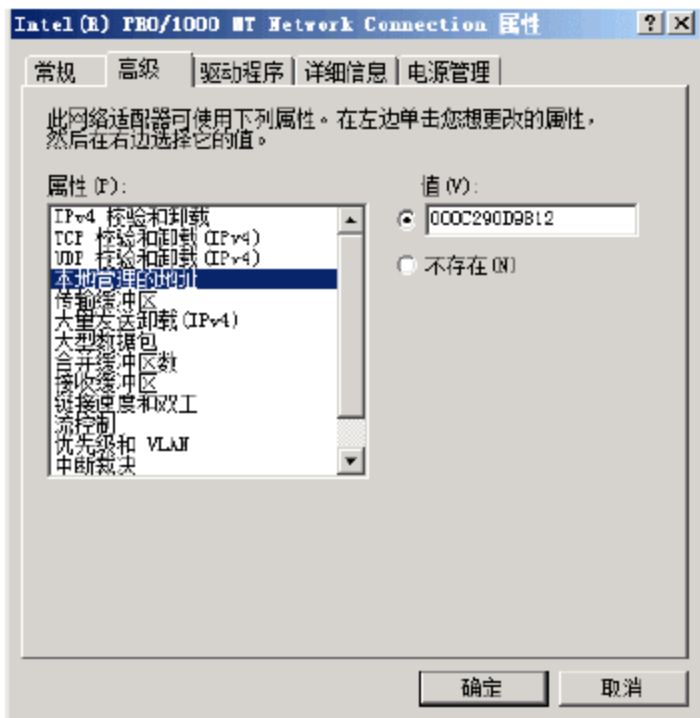 Intel(R) PRO/1000 MT Network Connection 属性
常规 高级 驱动程序 详细信息 电源管理
此网络适配器可使用下列属性。在左边单击您想更改的属性，
然后在右边选择它的值。
属性(P):
值(V):
IPv4 校验和卸载
TCP 校验和卸载(IPv4)
UDP 校验和卸载(IPv4)
本地管理的地址
传输缓冲区
大量发送卸载(IPv4)
大型数据包
合并缓冲区数
接收缓冲区
链接速度和双工
流控制
优先级和 VLAN
中断裁决
000C290D9B12
不存在(N)
确定 取消